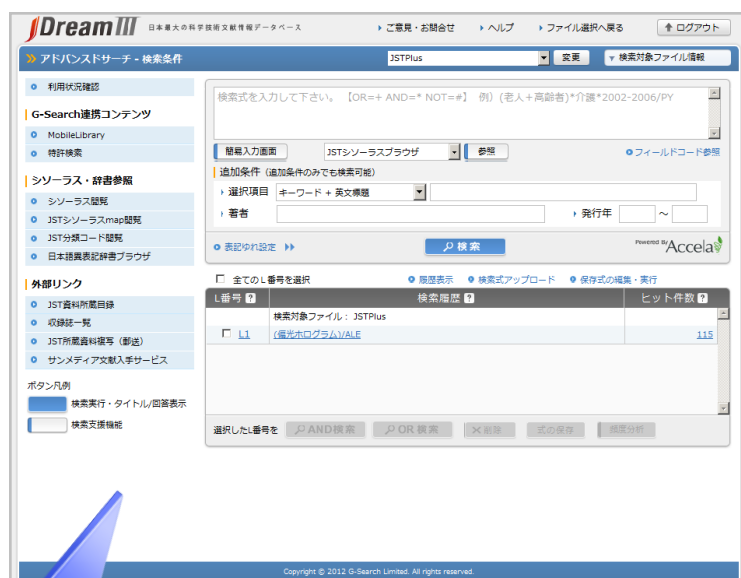 JDreamIII 日本最大の科学技術文献情報データベース ご意見・お問合せ ヘルプ ファイル選択へ戻る ログアウト
アドバンスドサーチ - 検索条件 JSTPlus 変更 検索対象ファイル情報
利用状況確認
G-Search連携コンテンツ
MobileLibrary
特許検索
シソーラス・辞書参照
シソーラス閲覧
JSTシソーラスmap閲覧
JST分類コード閲覧
日本語異表記辞書ブラウザ
外部リンク
JST資料所蔵目録
収録誌一覧
JST所蔵資料複写（郵送）
サンメディア文献入手サービス
ボタン凡例
検索実行・タイトル/回答表示
検索支援機能
検索式を入力して下さい。 【OR=+ AND=* NOT=#】 例）(老人+高齢者)*介護*2002-2006/PY
簡易入力画面 JSTシソーラスブラウザ 参照 フィールドコード参照
追加条件（追加条件のみでも検索可能）
選択項目 キーワード + 英文標題
著者 発行年 ～
表記ゆれ設定 検索 Powered By Accela
全てのL番号を選択 履歴表示 検索式アップロード 保存式の編集・実行
L番号 ? 検索履歴 ? ヒット件数 ?
検索対象ファイル： JSTPlus
L1 (偏光ホログラム)/ALE 115
選択したL番号を AND検索 OR検索 削除 式の保存 頻度分析
Copyright © 2012 G-Search Limited. All rights reserved.